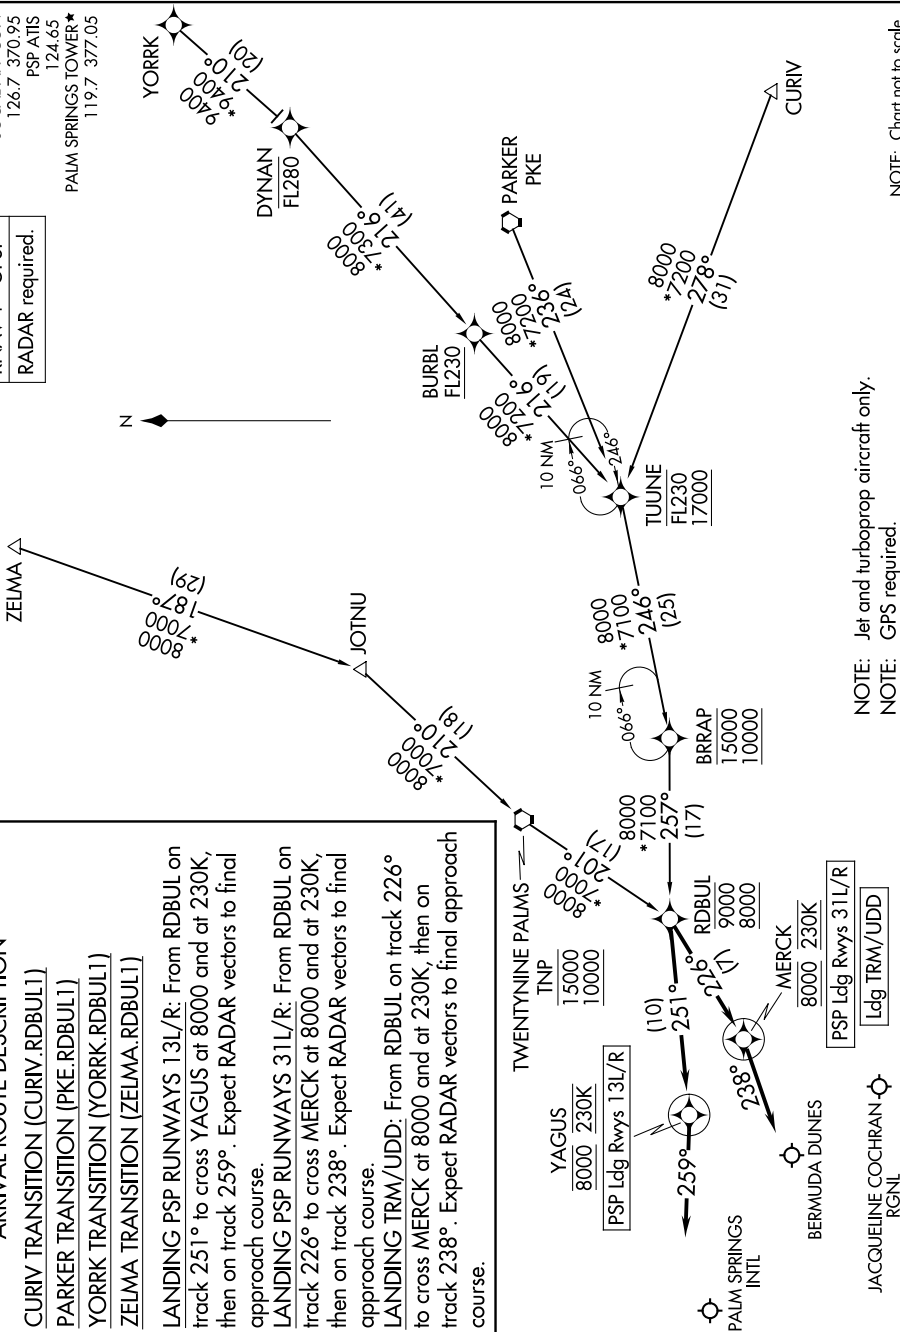 126.7 370.95
PSP ATIS
124.65
PALM SPRINGS TOWER★
119.7 377.05
RADAR required.
N
YORRK
9400
*9400
210°
(20)
DYNAN
FL280
8000
*7300
216°
(41)
BURBL
FL230
8000
*7200
216°
(19)
PARKER
PKE
8000
*7200
236°
(24)
CURIV
8000
*7200
278°
(31)
10 NM
066°
246°
TUUNE
FL230
17000
8000
*7100
246°
(25)
10 NM
066°
BRRAP
15000
10000
8000
*7100
257°
(17)
ZELMA
8000
*7000
187°
(29)
JOTNU
8000
*7000
210°
(18)
TWENTYNINE PALMS
TNP
15000
10000
8000
*7000
201°
(17)
RDBUL
9000
8000
(10)
251°
226°
(7)
YAGUS
8000 230K
PSP Ldg Rwys 13L/R
259°
MERCK
8000 230K
PSP Ldg Rwys 31L/R
Ldg TRM/UDD
238°
PALM SPRINGS
INTL
BERMUDA DUNES
JACQUELINE COCHRAN
RGNL
NOTE: Jet and turboprop aircraft only.
NOTE: GPS required.
NOTE: Chart not to scale
ARRIVAL ROUTE DESCRIPTION
CURIV TRANSITION (CURIV.RDBUL1)
PARKER TRANSITION (PKE.RDBUL1)
YORRK TRANSITION (YORRK.RDBUL1)
ZELMA TRANSITION (ZELMA.RDBUL1)
LANDING PSP RUNWAYS 13L/R: From RDBUL on
track 251° to cross YAGUS at 8000 and at 230K,
then on track 259°. Expect RADAR vectors to final
approach course.
LANDING PSP RUNWAYS 31L/R: From RDBUL on
track 226° to cross MERCK at 8000 and at 230K,
then on track 238°. Expect RADAR vectors to final
approach course.
LANDING TRM/UDD: From RDBUL on track 226°
to cross MERCK at 8000 and at 230K, then on
track 238°. Expect RADAR vectors to final approach
course.